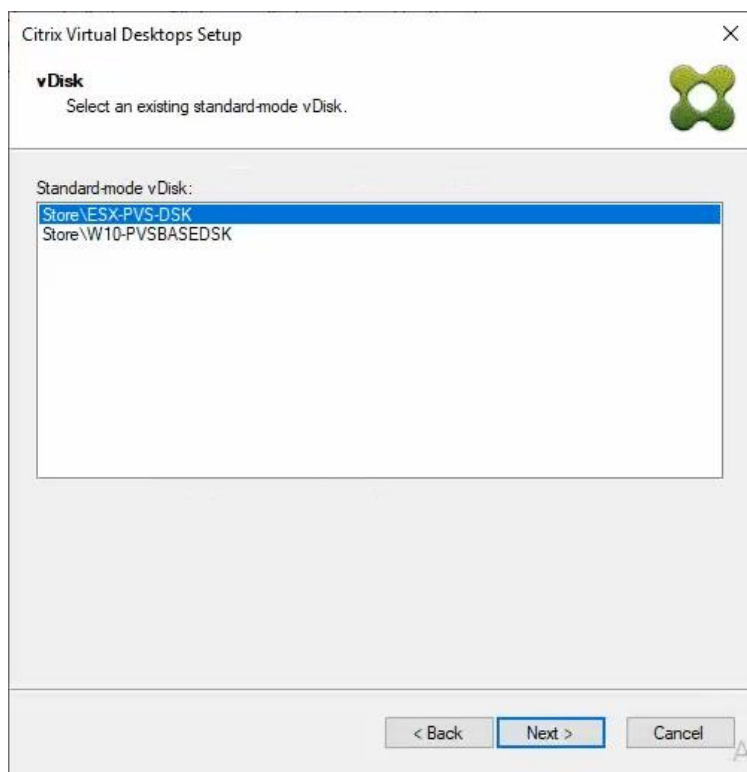 Citrix Virtual Desktops Setup
vDisk
Select an existing standard-mode vDisk.
Standard-mode vDisk:
Store\ESX-PVS-DSK
Store\W10-PVSBASEDSK
< Back
Next >
Cancel
A